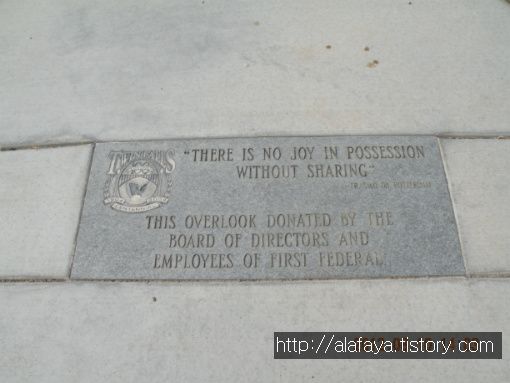 "THERE IS NO JOY IN POSSESSION
WITHOUT SHARING"
THIS OVERLOOK DONATED BY THE
BOARD OF DIRECTORS AND
EMPLOYEES OF FIRST FEDERAL
http://alafaya.tistory.com